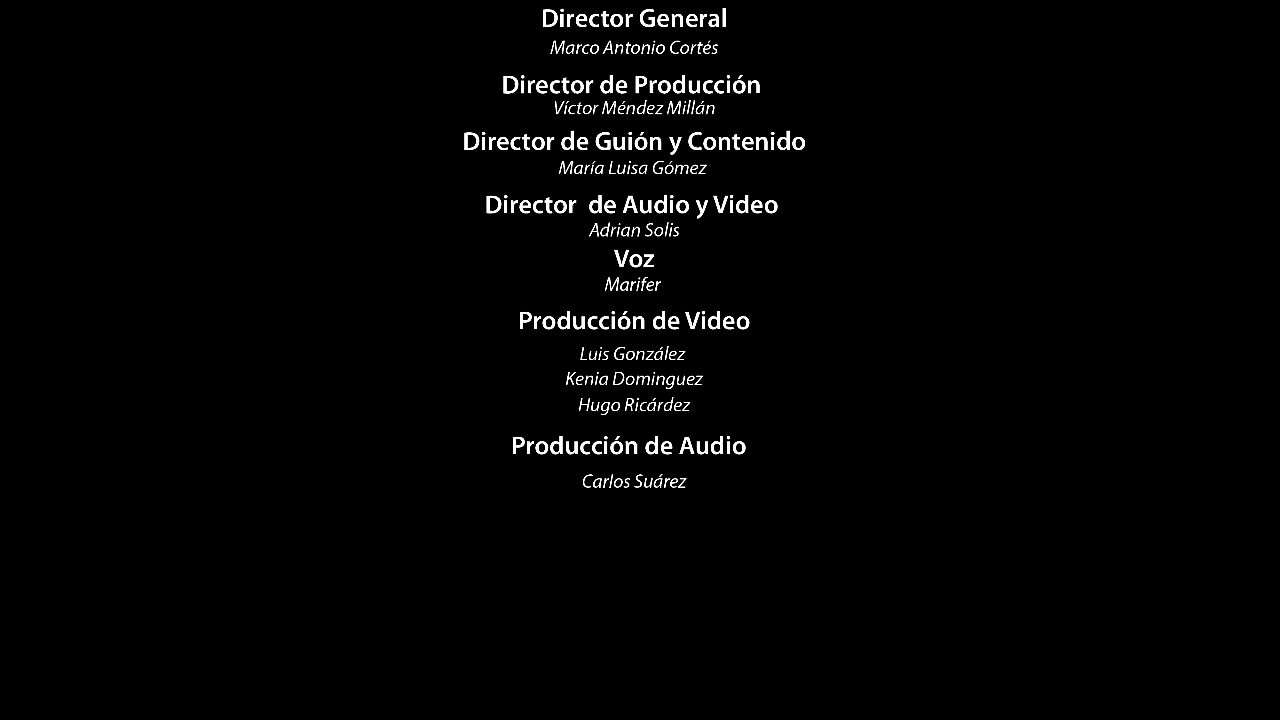 Director General
Marco Antonio Cortés
Director de Producción
Víctor Méndez Millán
Director de Guión y Contenido
María Luisa Gómez
Director  de Audio y Video
Adrian Solis
Voz
Marifer
Producción de Video
Luis González
Kenia Dominguez
Hugo Ricárdez
Producción de Audio
Carlos Suárez